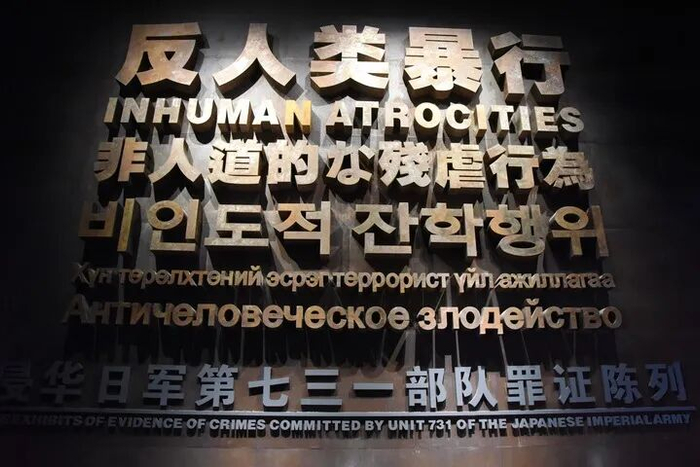 反人类暴行
INHUMAN ATROCITIES
非人道的な残虐行為
비인도적 잔학행위
Хүн төрөлхтөний эсрэг террорист үйл ажиллагаа
Античеловеческое злодейство
侵华日军第七三一部队罪证陈列
EXHIBITS OF EVIDENCE OF CRIMES COMMITTED BY UNIT 731 OF THE JAPANESE IMPERIAL ARMY